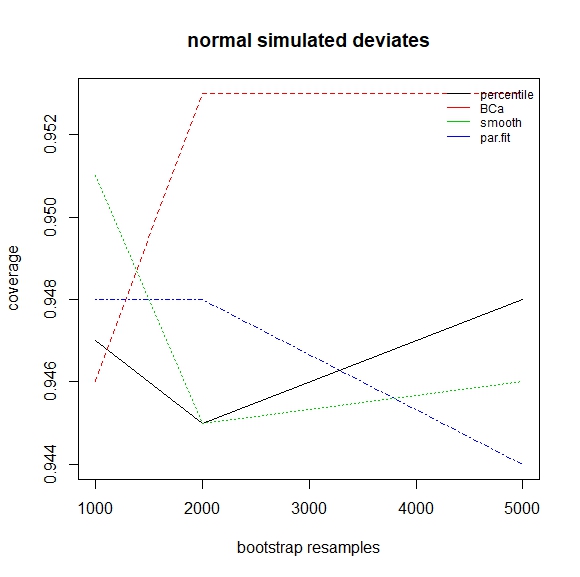 normal simulated deviates
percentile
BCa
smooth
par.fit
0.952
0.950
0.948
0.946
0.944
coverage
1000 2000 3000 4000 5000
bootstrap resamples